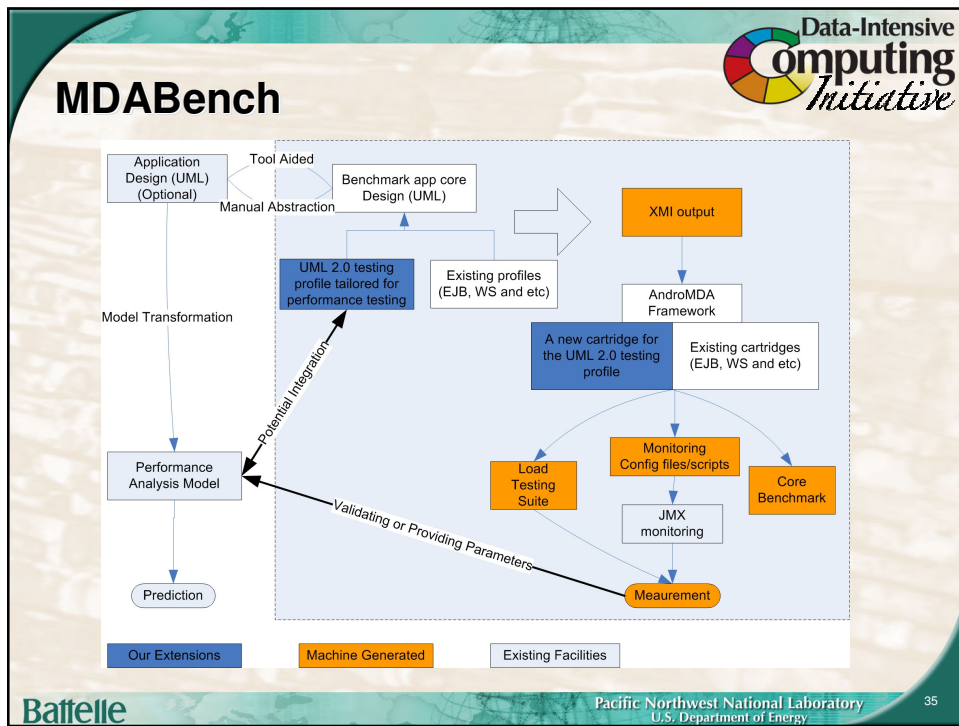 Data-Intensive
Computing
Initiative
MDABench
Application
Design (UML)
(Optional)
Tool Aided
Manual Abstraction
Benchmark app core
Design (UML)
XMI output
UML 2.0 testing
profile tailored for
performance testing
Existing profiles
(EJB, WS and etc)
AndroMDA
Framework
Model Transformation
A new cartridge for
the UML 2.0 testing
profile
Existing cartridges
(EJB, WS and etc)
Potential Integration
Performance
Analysis Model
Load
Testing
Suite
Monitoring
Config files/scripts
Core
Benchmark
JMX
monitoring
Validating or Providing Parameters
Prediction
Meaurement
Our Extensions
Machine Generated
Existing Facilities
Battelle
Pacific Northwest National Laboratory
U.S. Department of Energy
35